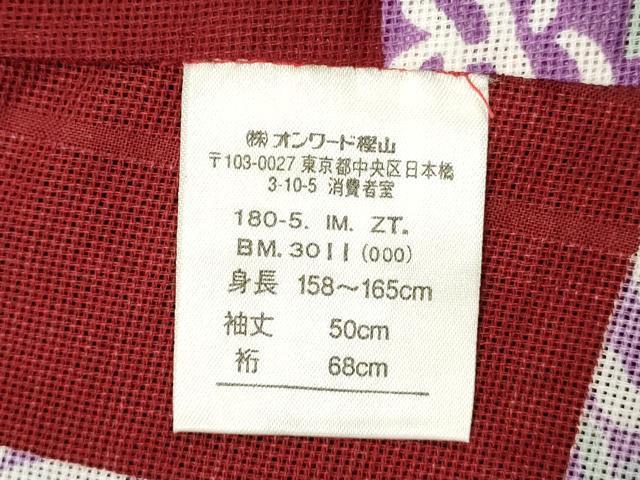 ㈱オンワード樫山
〒103-0027 東京都中央区日本橋
3-10-5 消費者室
180-5. IM. ZT.
BM.3011(000)
身長 158〜165cm
袖丈 50cm
裄 68cm